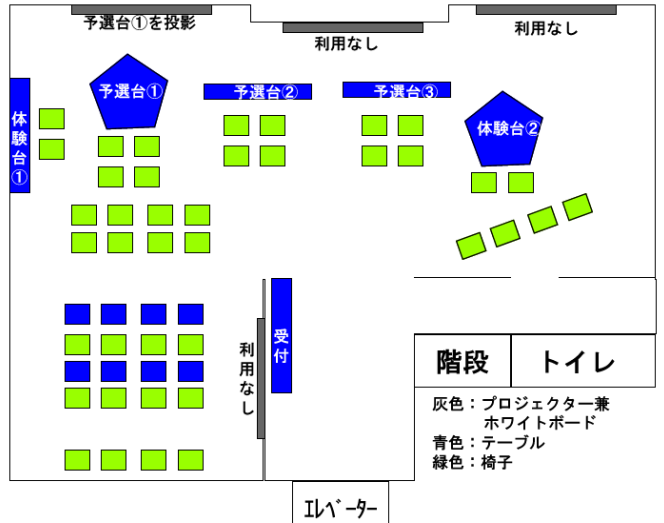 予選台①を投影
利用なし
利用なし
予選台①
予選台②
予選台③
体験台①
体験台②
受付
利用なし
階段
トイレ
灰色：プロジェクター兼
ホワイトボード
青色：テーブル
緑色：椅子
ｴﾚﾍﾞｰﾀｰ